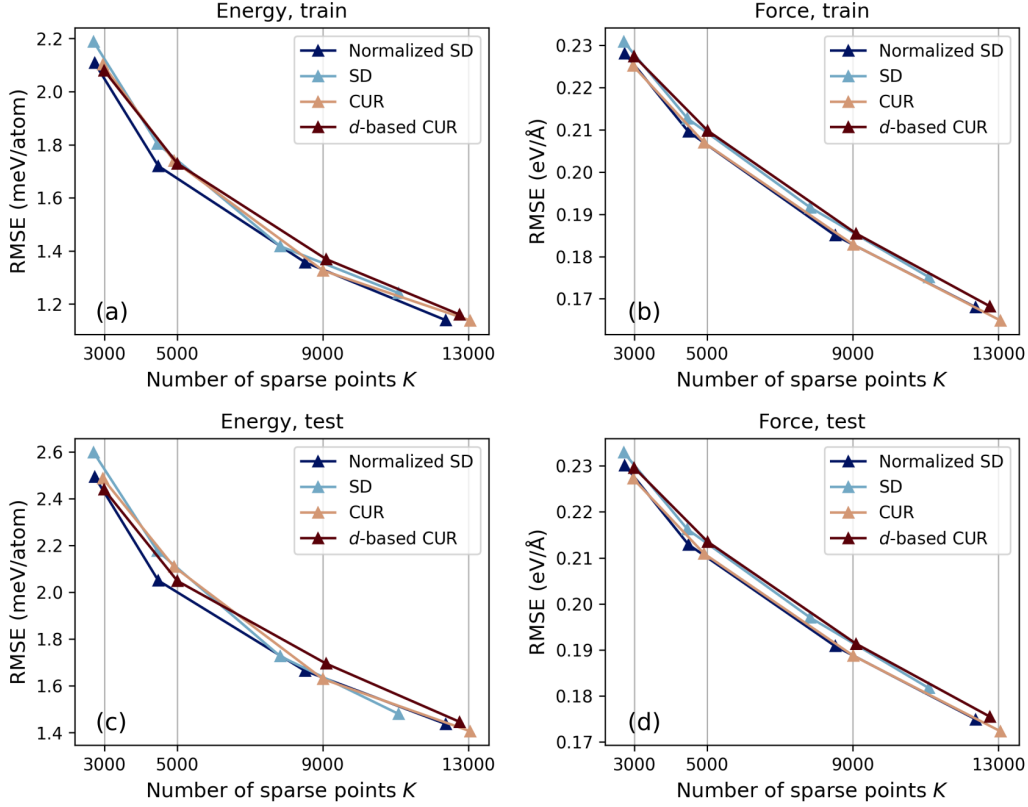 Energy, train
RMSE (meV/atom)
2.2
2.0
1.8
1.6
1.4
1.2
Normalized SD
SD
CUR
d-based CUR
(a)
3000 5000 9000 13000
Number of sparse points K
Force, train
RMSE (eV/Å)
0.23
0.22
0.21
0.20
0.19
0.18
0.17
Normalized SD
SD
CUR
d-based CUR
(b)
3000 5000 9000 13000
Number of sparse points K
Energy, test
RMSE (meV/atom)
2.6
2.4
2.2
2.0
1.8
1.6
1.4
Normalized SD
SD
CUR
d-based CUR
(c)
3000 5000 9000 13000
Number of sparse points K
Force, test
RMSE (eV/Å)
0.23
0.22
0.21
0.20
0.19
0.18
0.17
Normalized SD
SD
CUR
d-based CUR
(d)
3000 5000 9000 13000
Number of sparse points K